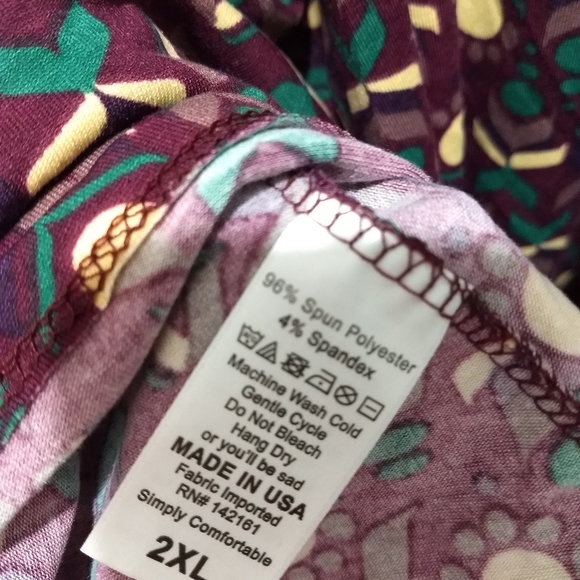 96% Spun Polyester
4% Spandex
Machine Wash Cold
Gentle Cycle
Do Not Bleach
Hang Dry
or you'll be sad
MADE IN USA
Fabric Imported
RN# 142161
Simply Comfortable
2XL